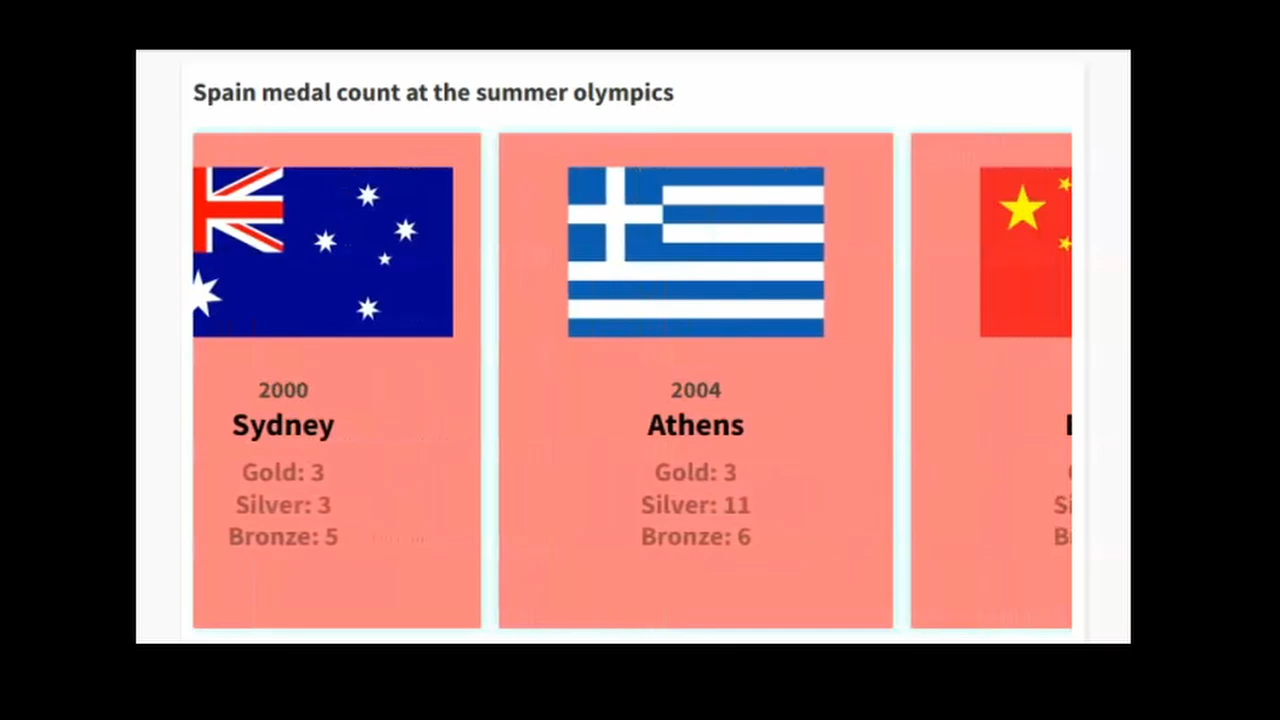 Spain medal count at the summer olympics
2000
Sydney
Gold: 3
Silver: 3
Bronze: 5
2004
Athens
Gold: 3
Silver: 11
Bronze: 6